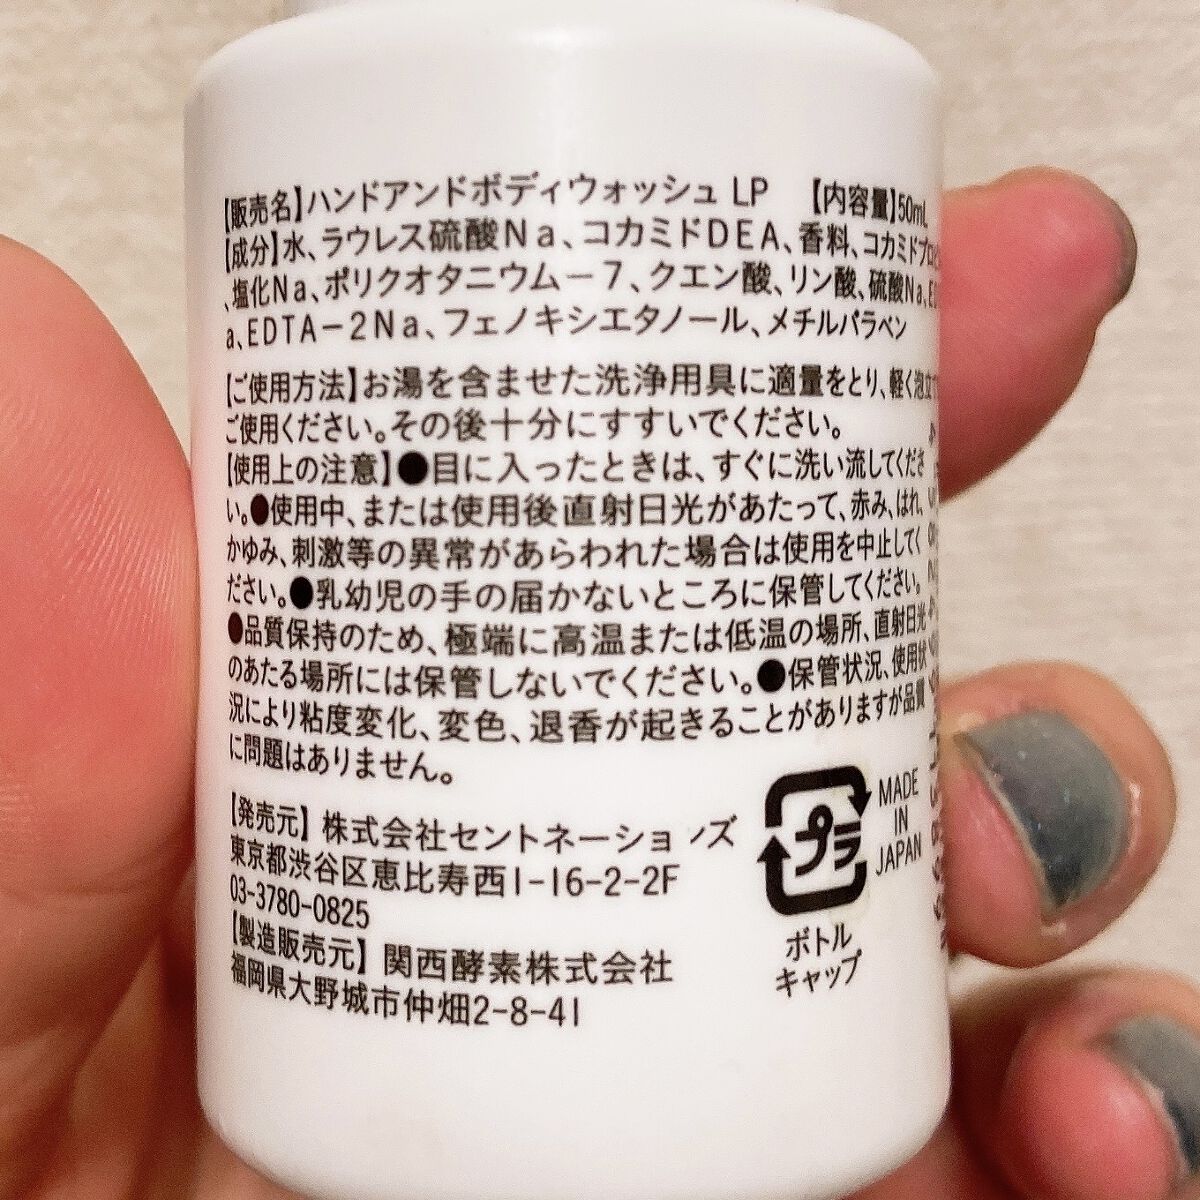 【販売名】ハンドアンドボディウォッシュ LP 【内容量】50mL
【成分】水、ラウレス硫酸Na、コカミドDEA、香料、コカミドプロピ
、塩化Na、ポリクオタニウム－7、クエン酸、リン酸、硫酸Na、E
a、EDTA－2Na、フェノキシエタノール、メチルパラベン
【ご使用方法】お湯を含ませた洗浄用具に適量をとり、軽く泡立て
ご使用ください。その後十分にすすいでください。
【使用上の注意】●目に入ったときは、すぐに洗い流してくださ
い。●使用中、または使用後直射日光があたって、赤み、はれ、
かゆみ、刺激等の異常があらわれた場合は使用を中止して
ください。●乳幼児の手の届かないところに保管してください。
●品質保持のため、極端に高温または低温の場所、直射日光
のあたる場所には保管しないでください。●保管状況、使用状
況により粘度変化、変色、退香が起きることがありますが品質
に問題はありません。
【発売元】株式会社セントネーションズ
東京都渋谷区恵比寿西1-16-2-2F
03-3780-0825
【製造販売元】関西酵素株式会社
福岡県大野城市仲畑2-8-41
プラ
MADE
IN
JAPAN
ボトル
キャップ